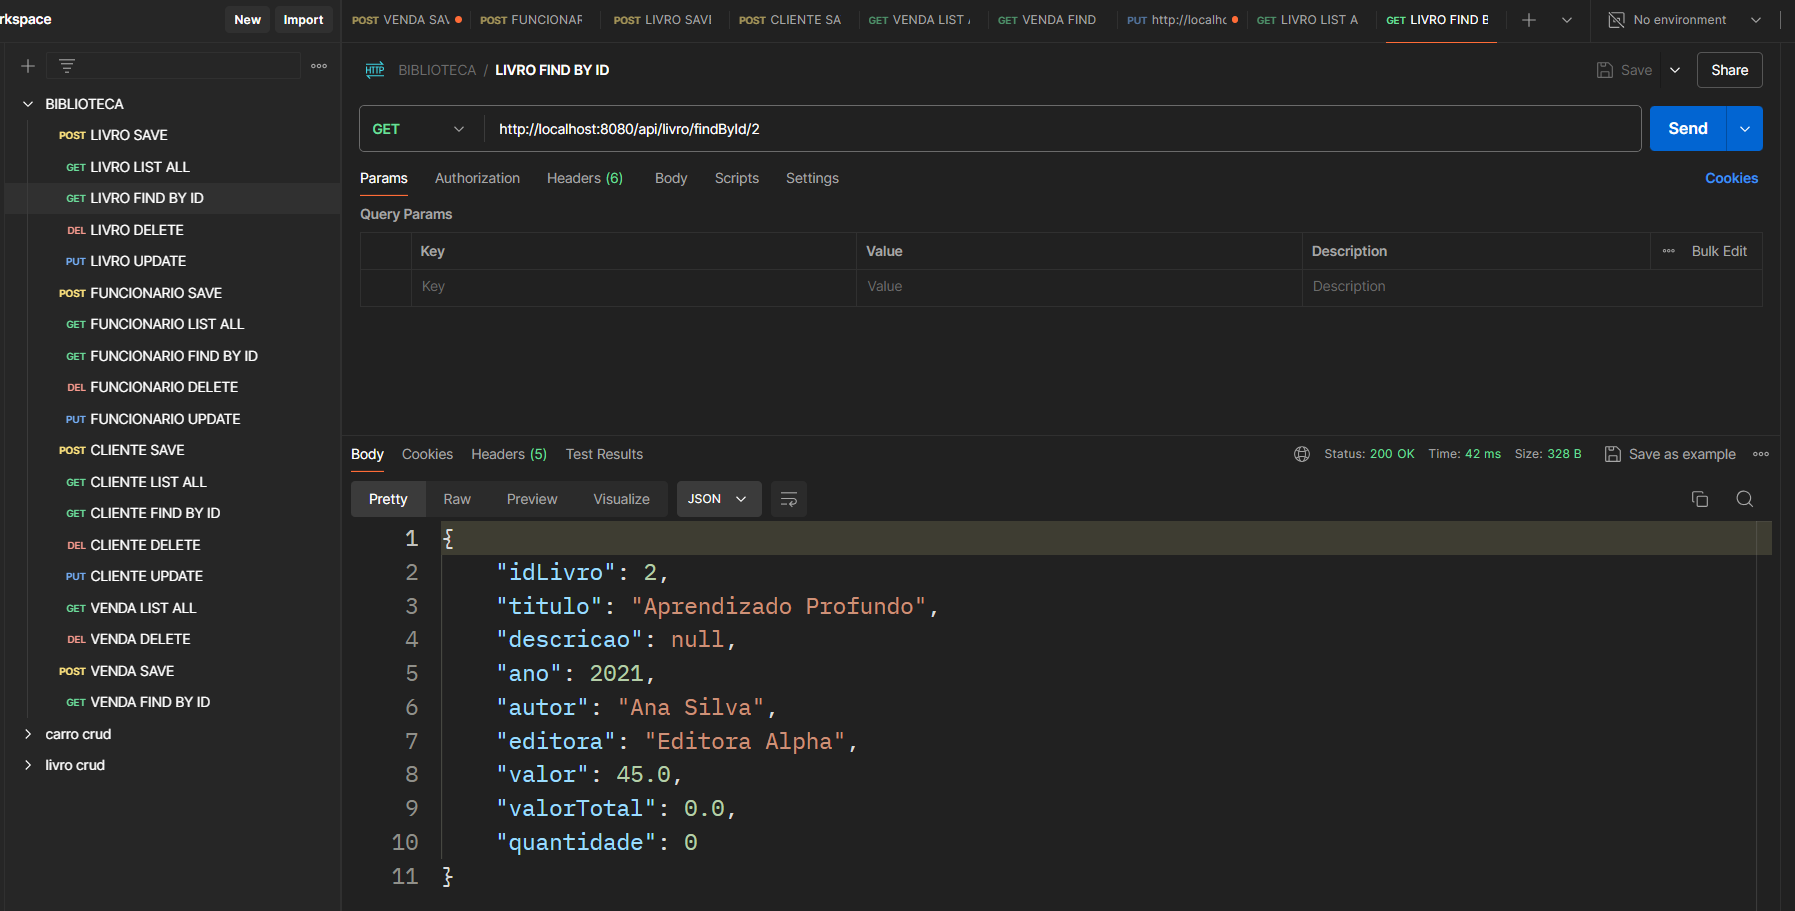 rkspace
New
Import
POST VENDA SAV
POST FUNCIONAR
POST LIVRO SAVE
POST CLIENTE SA
GET VENDA LIST A
GET VENDA FIND
PUT http://localhc
GET LIVRO LIST A
GET LIVRO FIND B
No environment
BIBLIOTECA
POST LIVRO SAVE
GET LIVRO LIST ALL
GET LIVRO FIND BY ID
DEL LIVRO DELETE
PUT LIVRO UPDATE
POST FUNCIONARIO SAVE
GET FUNCIONARIO LIST ALL
GET FUNCIONARIO FIND BY ID
DEL FUNCIONARIO DELETE
PUT FUNCIONARIO UPDATE
POST CLIENTE SAVE
GET CLIENTE LIST ALL
GET CLIENTE FIND BY ID
DEL CLIENTE DELETE
PUT CLIENTE UPDATE
GET VENDA LIST ALL
DEL VENDA DELETE
POST VENDA SAVE
GET VENDA FIND BY ID
carro crud
livro crud
HTTP BIBLIOTECA / LIVRO FIND BY ID
Save
Share
GET http://localhost:8080/api/livro/findById/2
Send
Params Authorization Headers (6) Body Scripts Settings
Cookies
Query Params
Key Value Description Bulk Edit
Key Value Description
Body Cookies Headers (5) Test Results
Status: 200 OK Time: 42 ms Size: 328 B Save as example
Pretty Raw Preview Visualize JSON
1 {
2 "idLivro": 2,
3 "titulo": "Aprendizado Profundo",
4 "descricao": null,
5 "ano": 2021,
6 "autor": "Ana Silva",
7 "editora": "Editora Alpha",
8 "valor": 45.0,
9 "valorTotal": 0.0,
10 "quantidade": 0
11 }